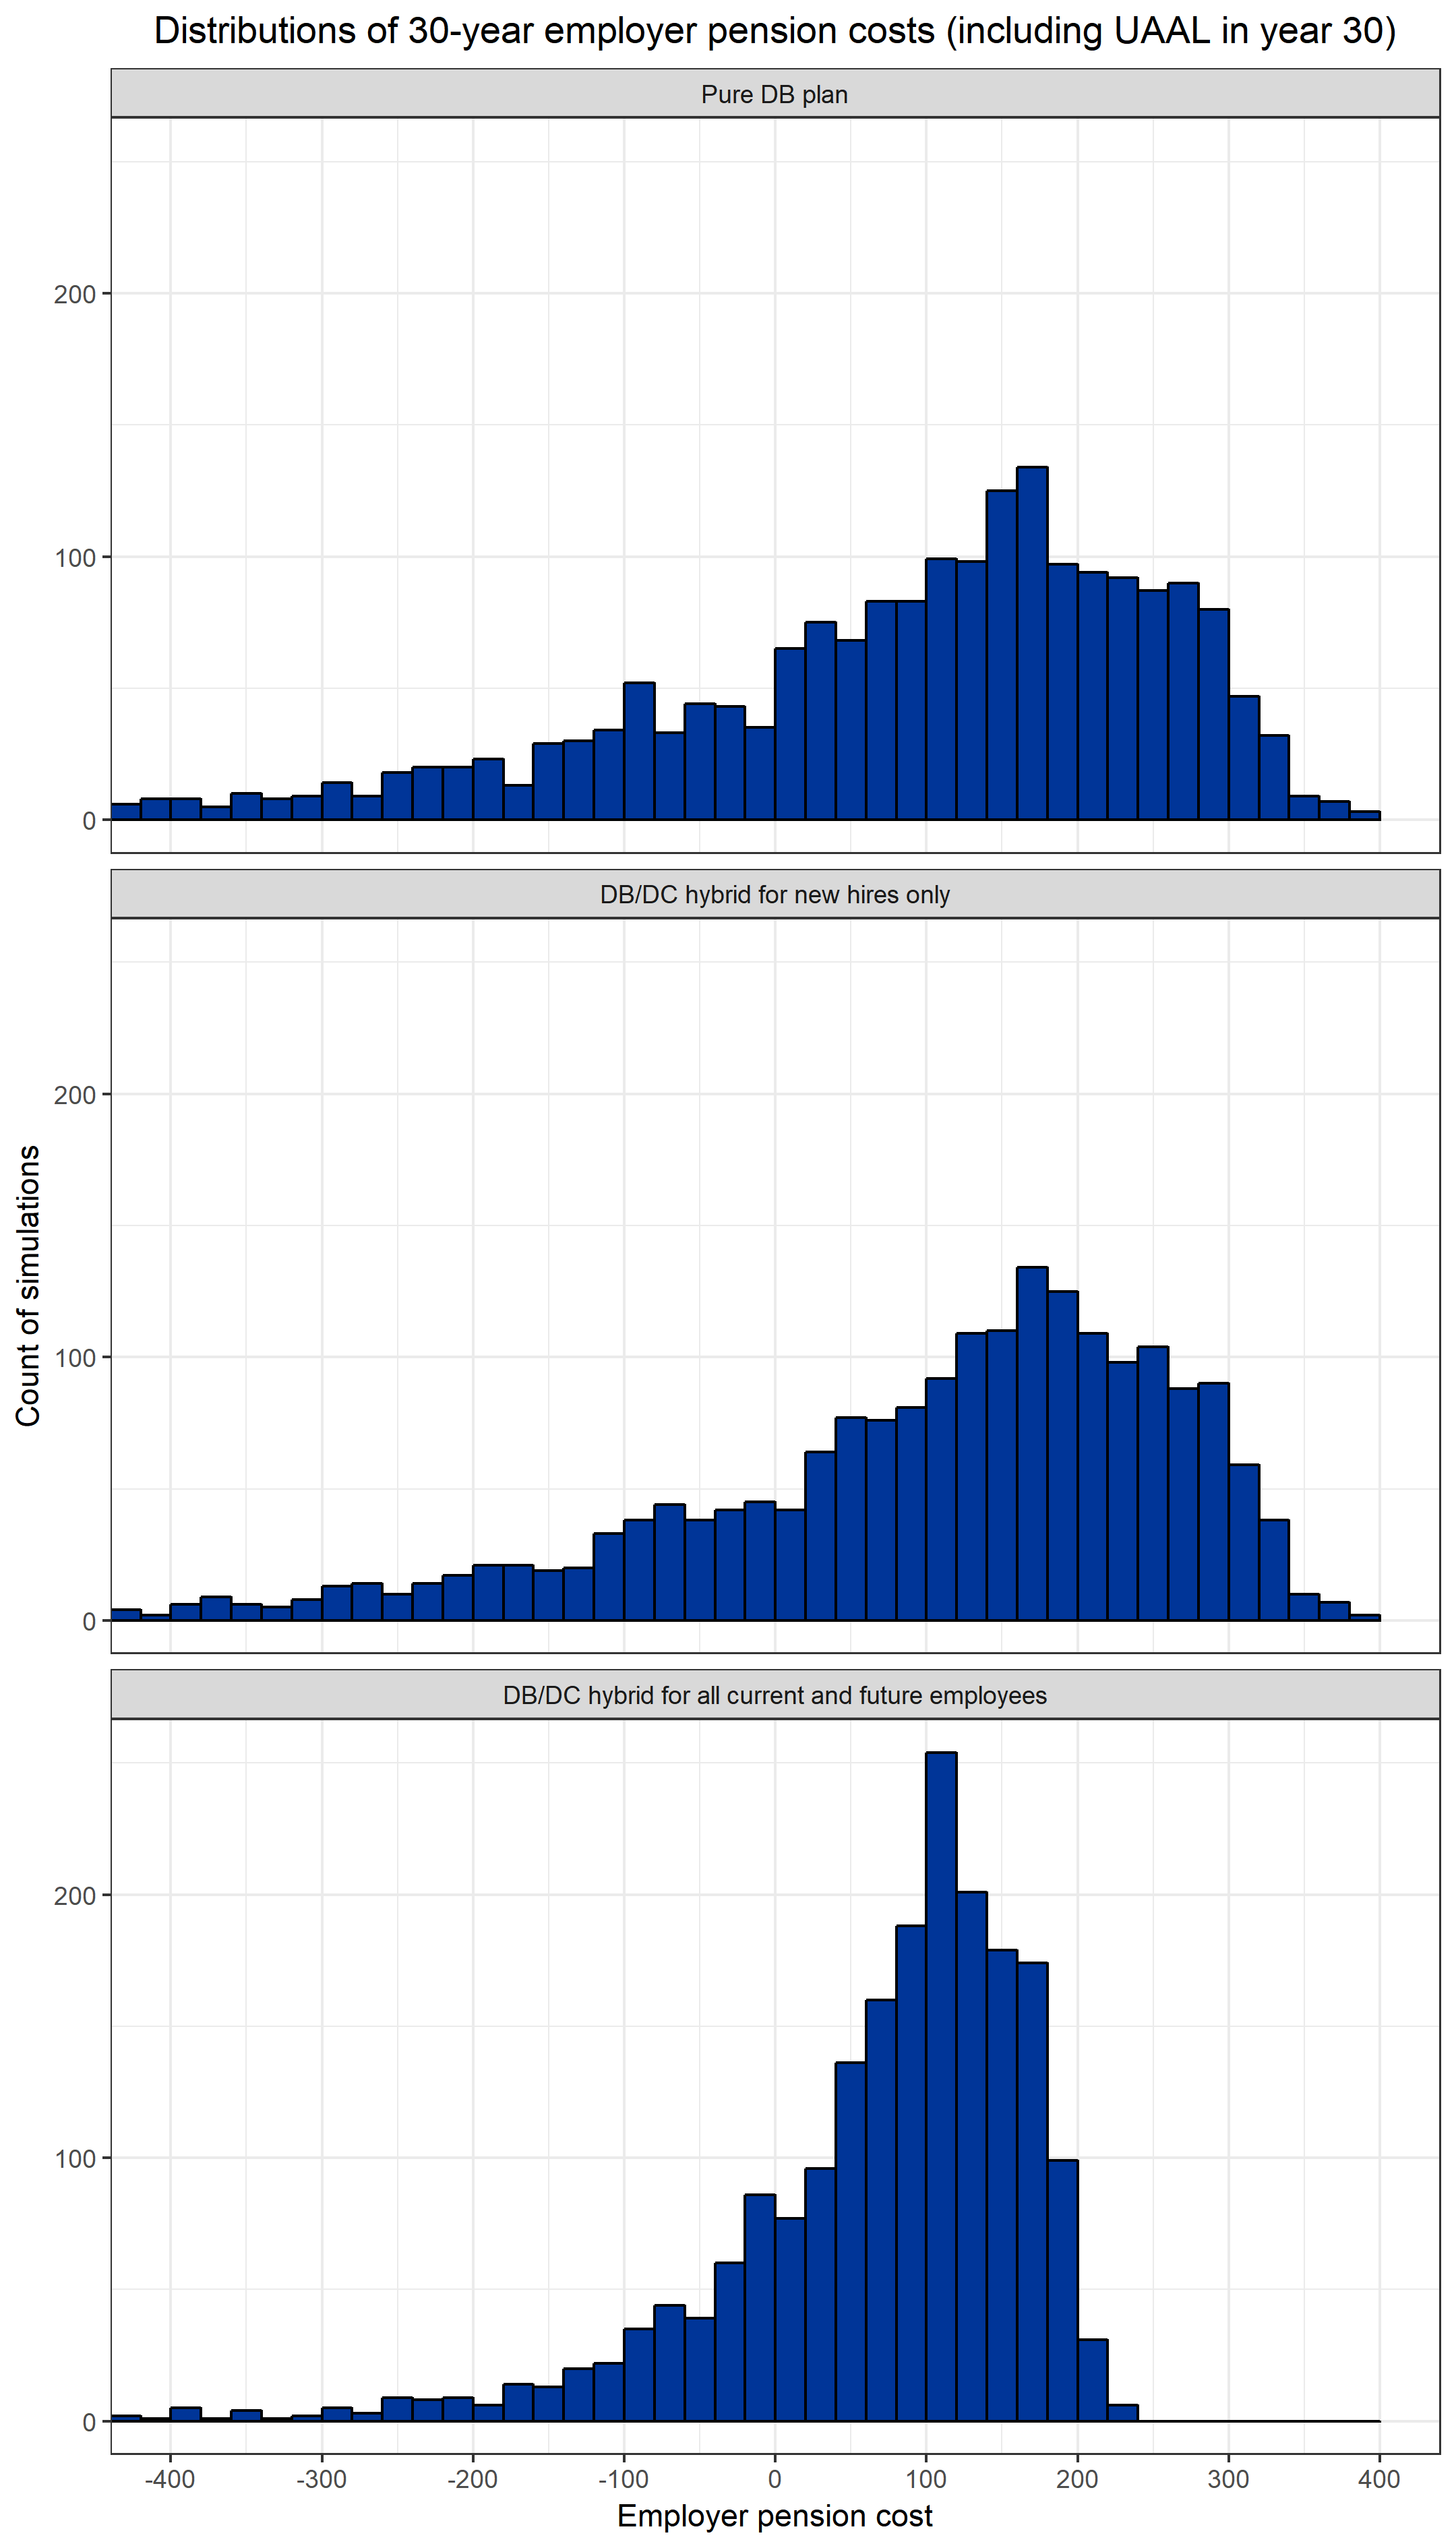 Distributions of 30-year employer pension costs (including UAAL in year 30)
Pure DB plan
200
100
0
DB/DC hybrid for new hires only
200
100
0
Count of simulations
DB/DC hybrid for all current and future employees
200
100
0
-400 -300 -200 -100 0 100 200 300 400
Employer pension cost